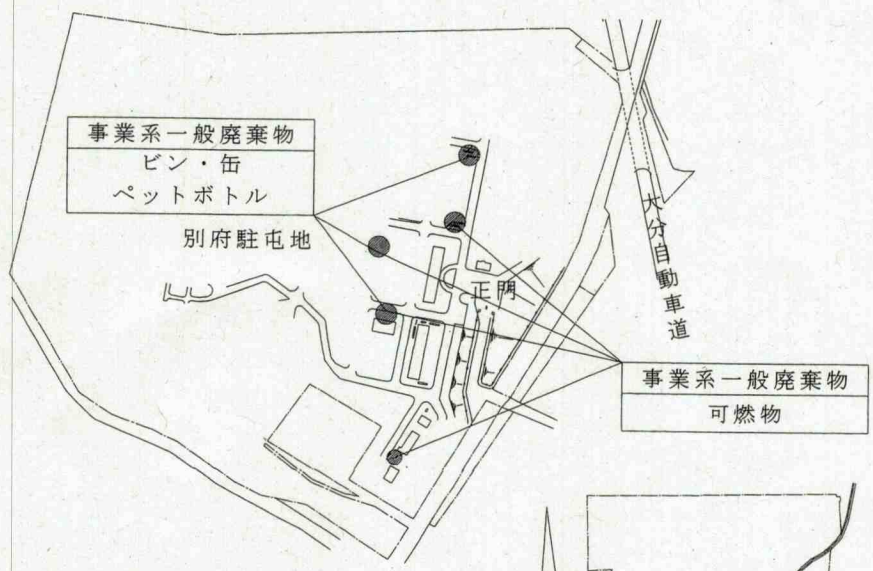 事業系一般廃棄物
ビン・缶
ペットボトル
別府駐屯地
正門
大分自動車道
事業系一般廃棄物
可燃物